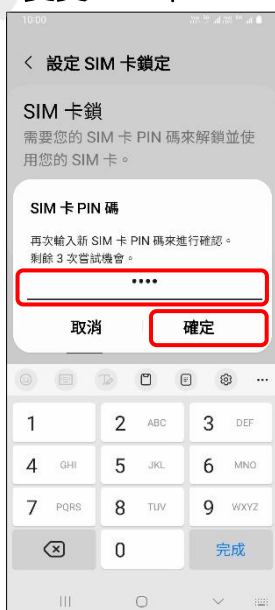 10:00
設定 SIM 卡鎖定
SIM 卡鎖
需要您的 SIM 卡 PIN 碼來解鎖並使
用您的 SIM 卡。
SIM 卡 PIN 碼
再次輸入新 SIM 卡 PIN 碼來進行確認。
剩餘 3 次嘗試機會。
••••
取消 確定
1 2 ABC 3 DEF
4 GHI 5 JKL 6 MNO
7 PQRS 8 TUV 9 WXYZ
0 完成